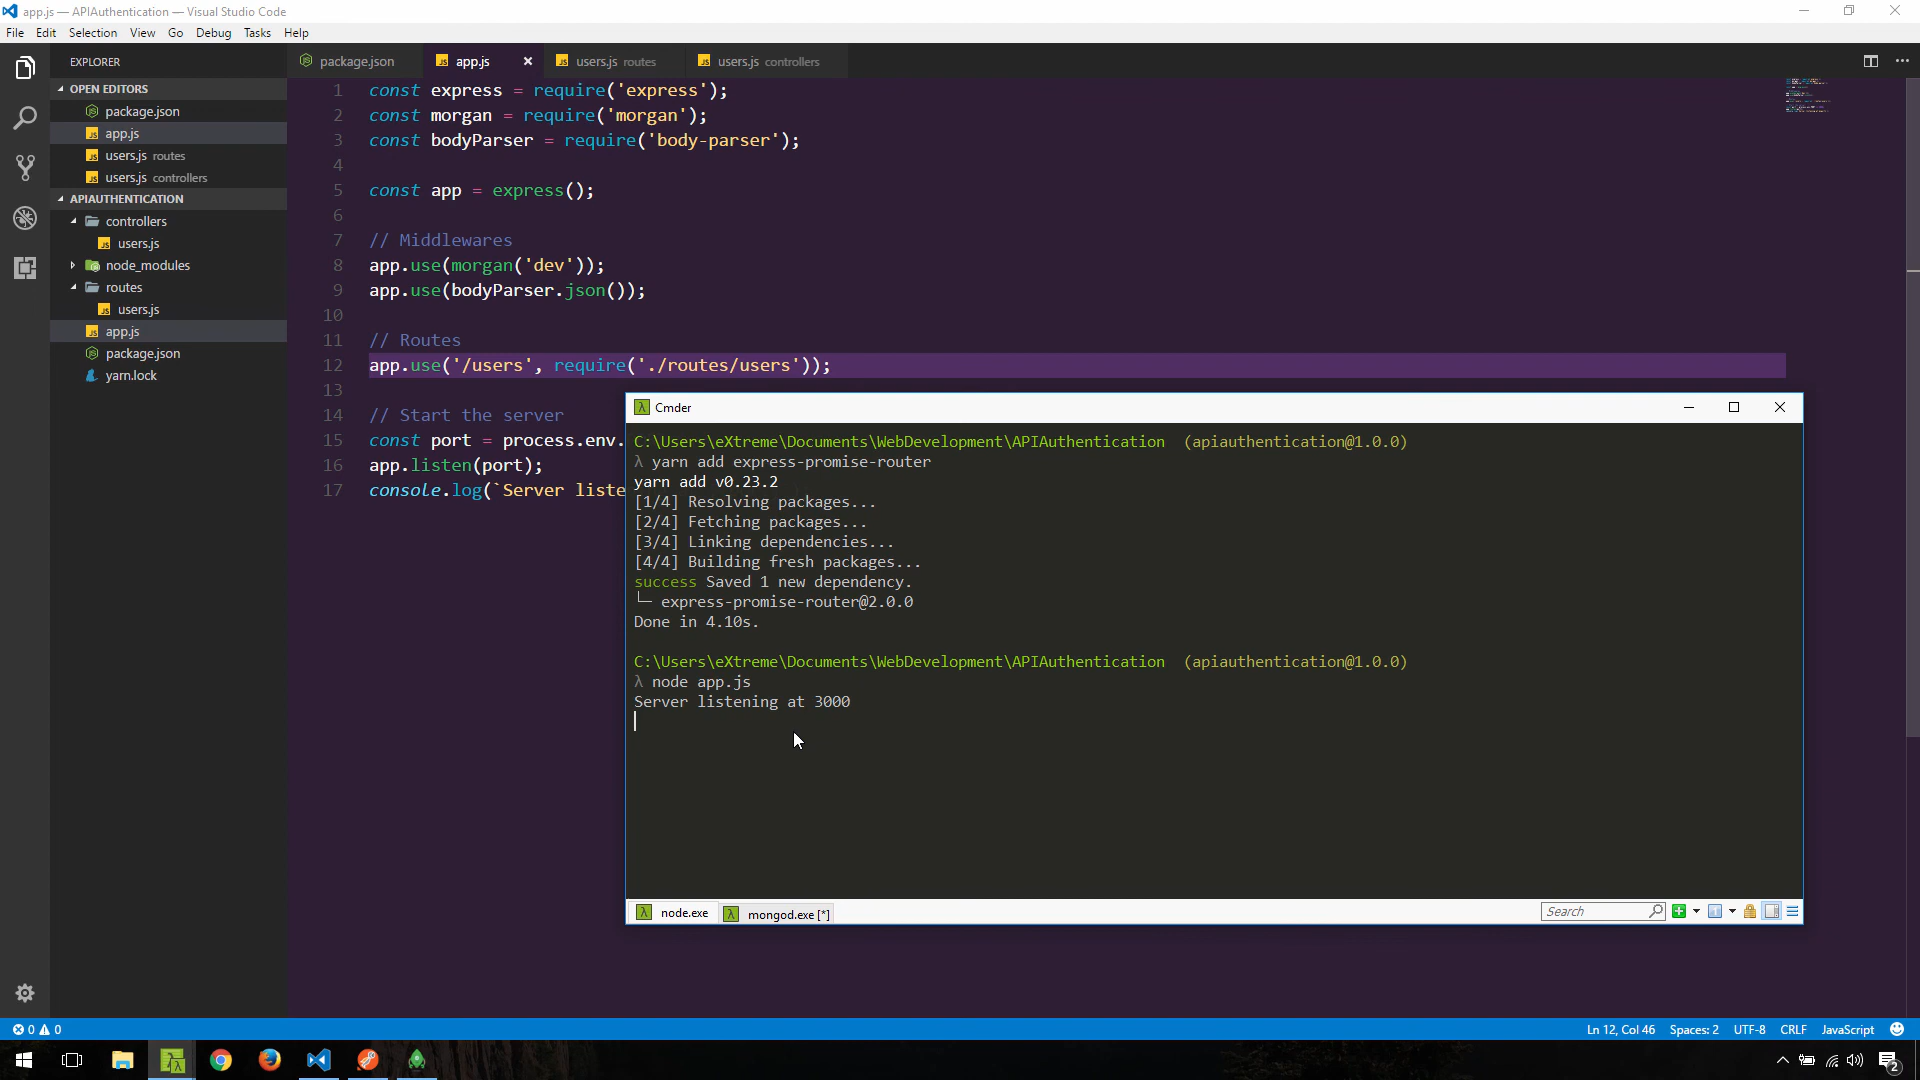 app.js — APIAuthentication — Visual Studio Code
File Edit Selection View Go Debug Tasks Help
EXPLORER
OPEN EDITORS
package.json
app.js
users.js routes
users.js controllers
APIAUTHENTICATION
controllers
users.js
node_modules
routes
users.js
app.js
package.json
yarn.lock
package.json app.js users.js routes users.js controllers
1 const express = require('express');
2 const morgan = require('morgan');
3 const bodyParser = require('body-parser');
4
5 const app = express();
6
7 // Middlewares
8 app.use(morgan('dev'));
9 app.use(bodyParser.json());
10
11 // Routes
12 app.use('/users', require('./routes/users'));
13
14 // Start the server
15 const port = process.env.
16 app.listen(port);
17 console.log(`Server liste
Cmder
C:\Users\eXtreme\Documents\WebDevelopment\APIAuthentication (apiauthentication@1.0.0)
λ yarn add express-promise-router
yarn add v0.23.2
[1/4] Resolving packages...
[2/4] Fetching packages...
[3/4] Linking dependencies...
[4/4] Building fresh packages...
success Saved 1 new dependency.
└─ express-promise-router@2.0.0
Done in 4.10s.
C:\Users\eXtreme\Documents\WebDevelopment\APIAuthentication (apiauthentication@1.0.0)
λ node app.js
Server listening at 3000
node.exe mongod.exe [*] Search
0 0 Ln 12, Col 46 Spaces: 2 UTF-8 CRLF JavaScript
2